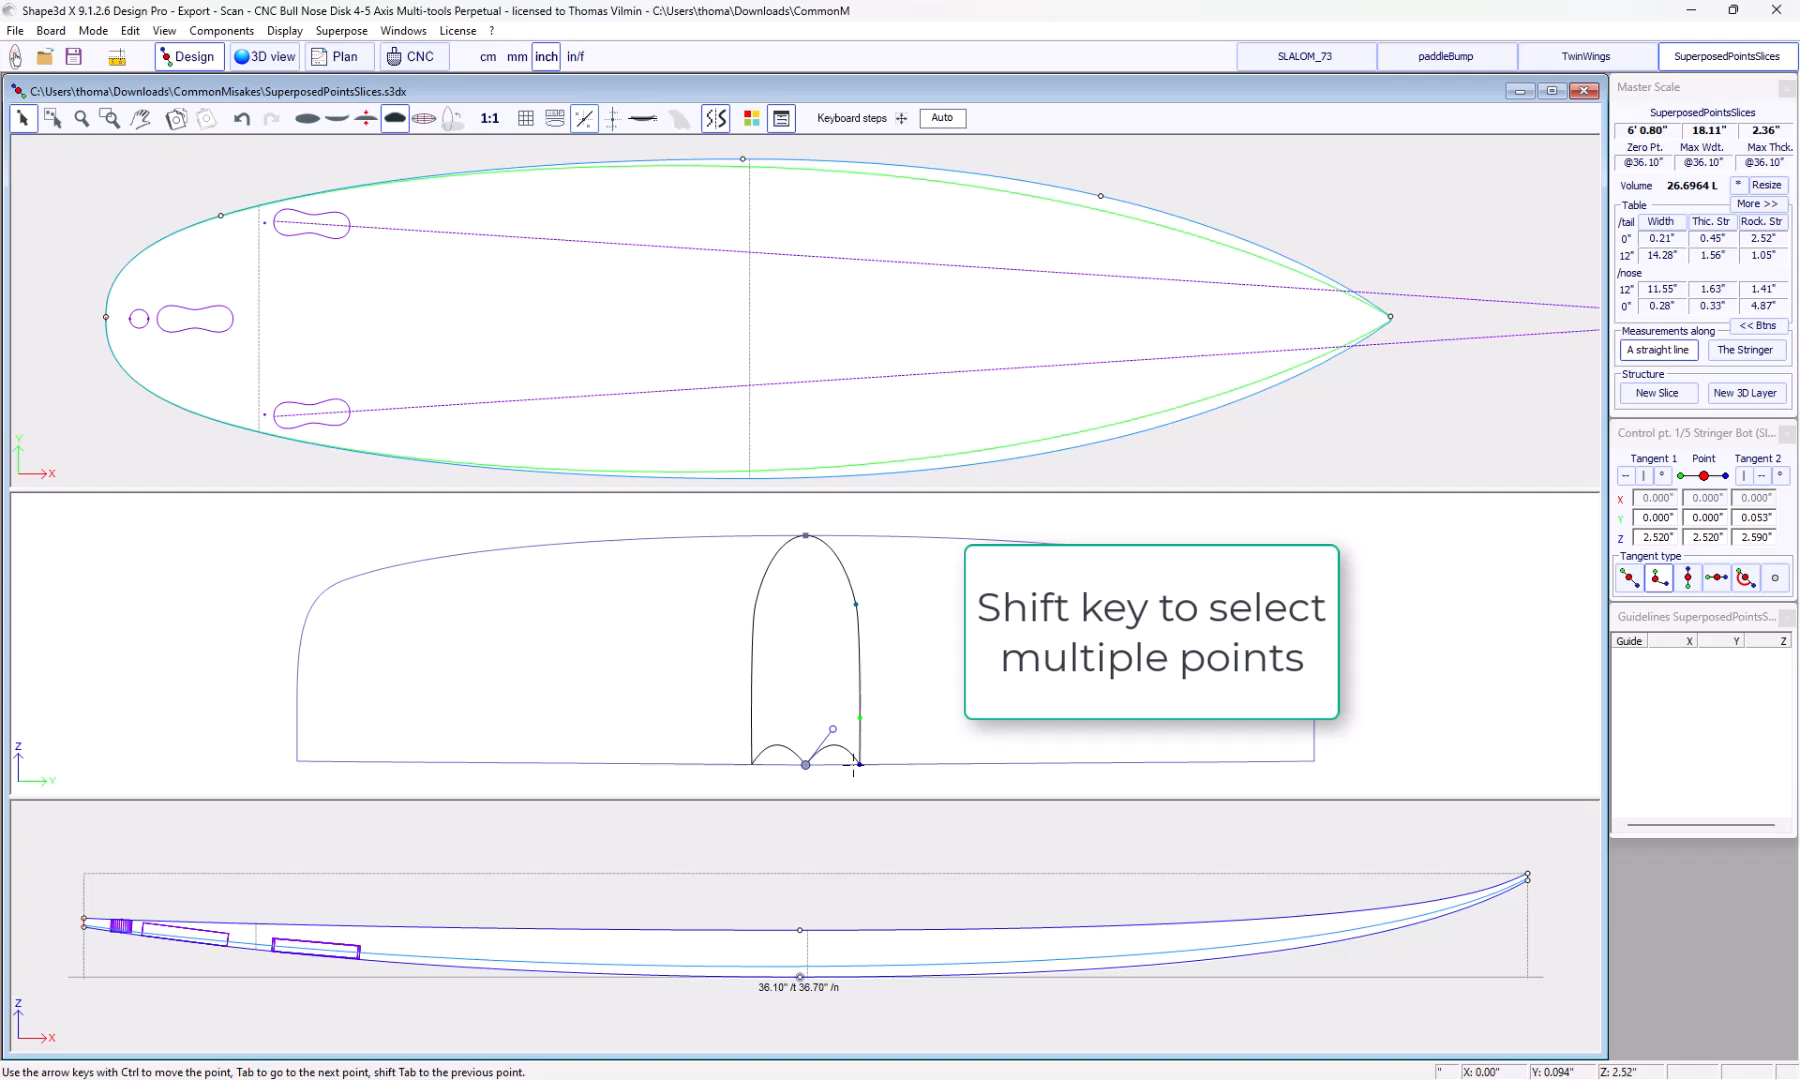 Shape3d X 9.1.2.6 Design Pro - Export - Scan - CNC Bull Nose Disk 4-5 Axis Multi-tools Perpetual - licensed to Thomas Vilmin - C:\Users\thoma\Downloads\CommonM
File Board Mode Edit View Components Display Superpose Windows License ?
Design 3D view Plan CNC cm mm inch in/f SLALOM_73 paddleBump TwinWings SuperposedPointsSlices
C:\Users\thoma\Downloads\CommonMisakes\SuperposedPointsSlices.s3dx
1:1 Keyboard steps Auto
Master Scale
SuperposedPointsSlices
6' 0.80" 18.11" 2.36"
Zero Pt. Max Wdt. Max Thck.
@36.10" @36.10" @36.10"
Volume 26.6964 L * Resize
Table More >>
/tail Width Thic. Str Rock. Str
0" 0.21" 0.45" 2.52"
12" 14.28" 1.56" 1.05"
/nose
12" 11.55" 1.63" 1.41"
0" 0.28" 0.33" 4.87"
<< Btns
Measurements along
A straight line The Stringer
Structure
New Slice New 3D Layer
Control pt. 1/5 Stringer Bot (Sl...
Tangent 1 Point Tangent 2
-- | ° | -- °
X 0.000" 0.000" 0.000"
Y 0.000" 0.000" 0.053"
Z 2.520" 2.520" 2.590"
Tangent type
Guidelines SuperposedPointsS...
Guide X Y Z
Y
X
Shift key to select
multiple points
Z
Y
36.10" /t 36.70" /n
Z
X
Use the arrow keys with Ctrl to move the point, Tab to go to the next point, shift Tab to the previous point.
" X: 0.00" Y: 0.094" Z: 2.52"